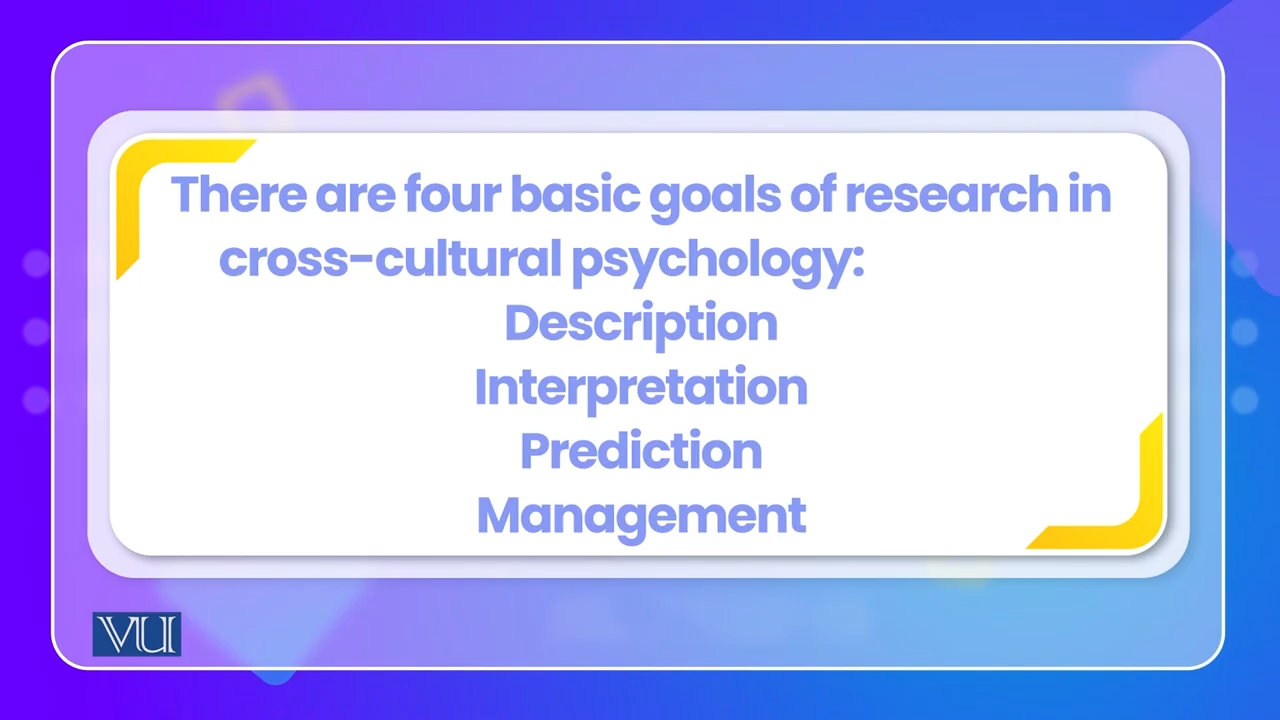 There are four basic goals of research in
cross-cultural psychology:
Description
Interpretation
Prediction
Management
VU